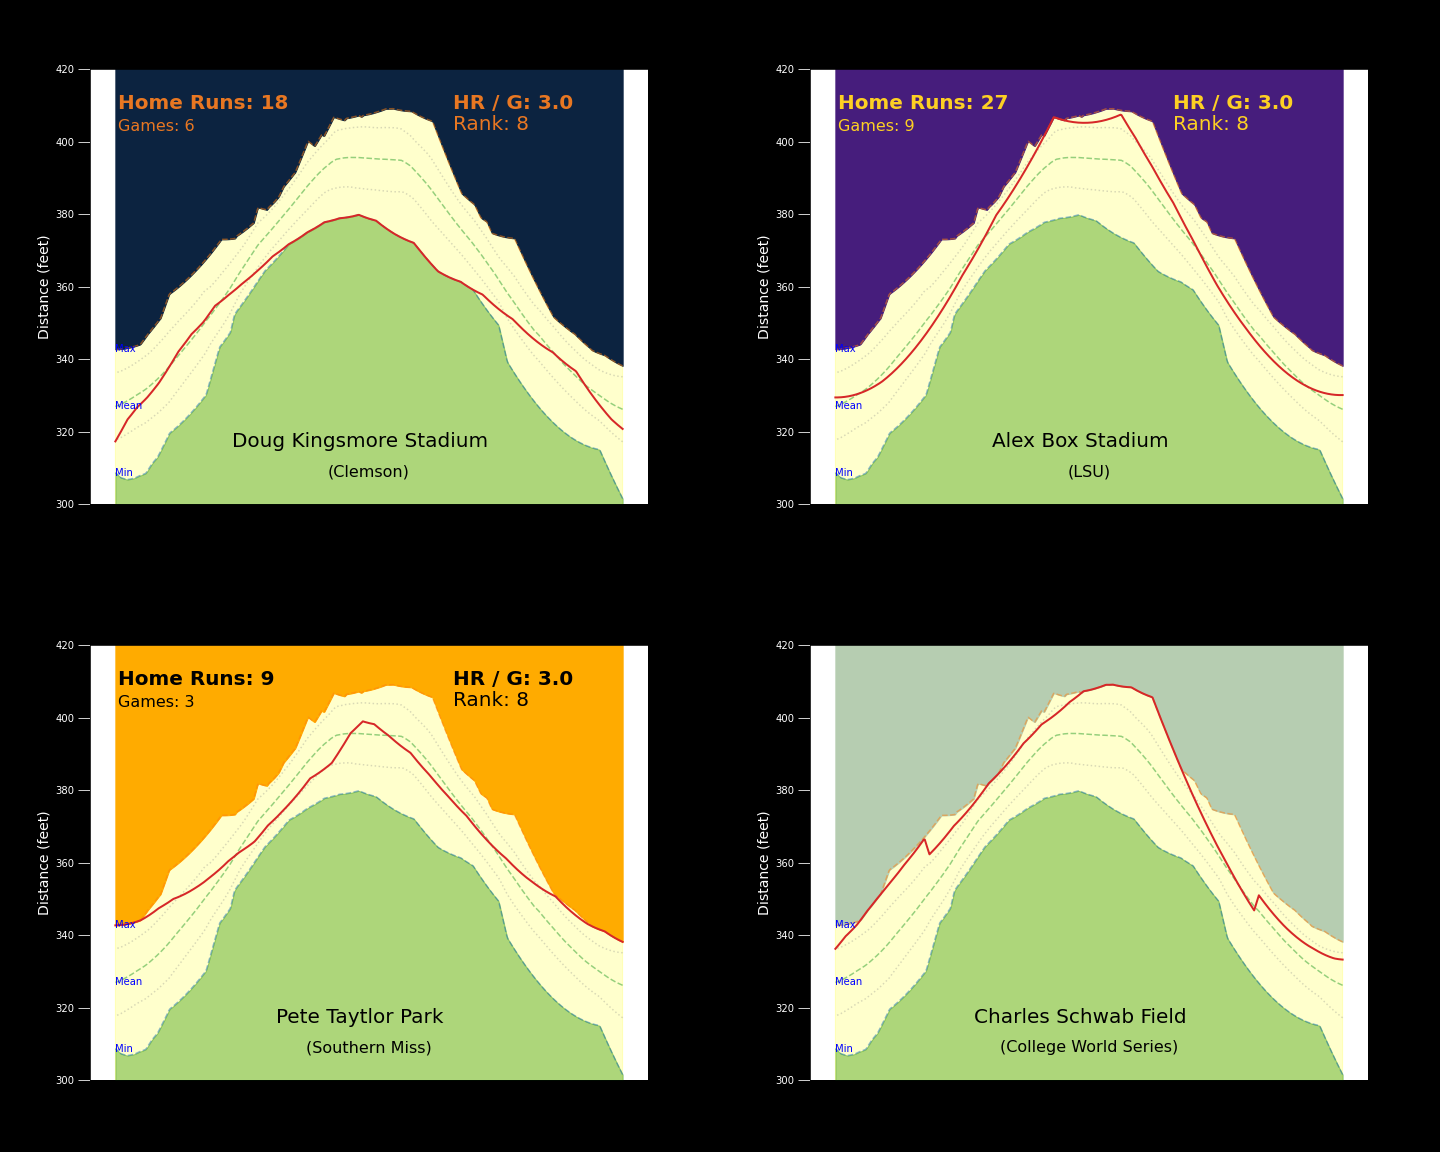 420
400
380
360
340
320
300
Distance (feet)
Home Runs: 18
Games: 6
HR / G: 3.0
Rank: 8
Max
Mean
Min
Doug Kingsmore Stadium
(Clemson)
420
400
380
360
340
320
300
Distance (feet)
Home Runs: 27
Games: 9
HR / G: 3.0
Rank: 8
Max
Mean
Min
Alex Box Stadium
(LSU)
420
400
380
360
340
320
300
Distance (feet)
Home Runs: 9
Games: 3
HR / G: 3.0
Rank: 8
Max
Mean
Min
Pete Taytlor Park
(Southern Miss)
420
400
380
360
340
320
300
Distance (feet)
Max
Mean
Min
Charles Schwab Field
(College World Series)